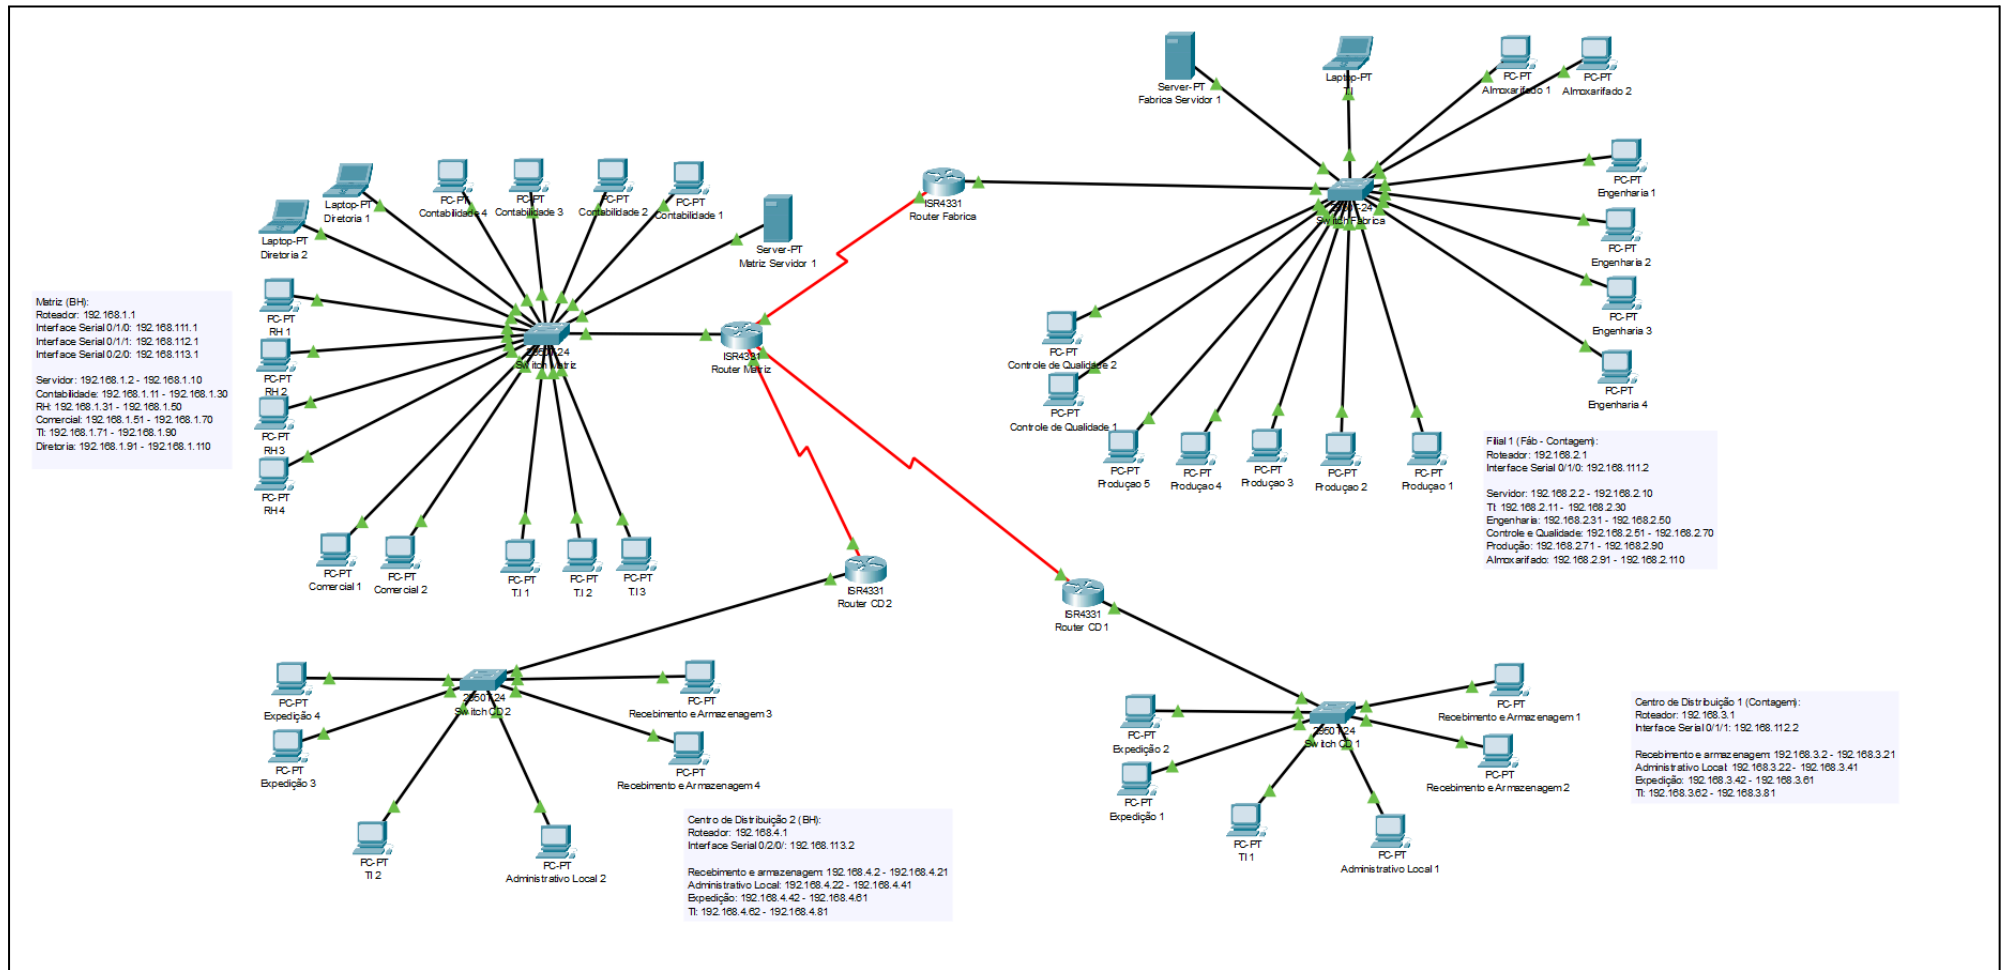 Server-PT
Fabrica Servidor 1
Laptop-PT
T.I
PC-PT
Almoxarifado 1
PC-PT
Almoxarifado 2
PC-PT
Engenharia 1
PC-PT
Engenharia 2
PC-PT
Engenharia 3
PC-PT
Engenharia 4
2950T-24
Switch Fabrica
ISR4331
Router Fabrica
PC-PT
Controle de Qualidade 2
PC-PT
Controle de Qualidade 1
PC-PT
Produçao 5
PC-PT
Produçao 4
PC-PT
Produçao 3
PC-PT
Produçao 2
PC-PT
Produçao 1
Laptop-PT
Diretoria 1
Laptop-PT
Diretoria 2
PC-PT
Contabilidade 4
PC-PT
Contabilidade 3
PC-PT
Contabilidade 2
PC-PT
Contabilidade 1
Server-PT
Matriz Servidor 1
PC-PT
RH 1
PC-PT
RH 2
PC-PT
RH 3
PC-PT
RH 4
2950T-24
Switch Matriz
ISR4331
Router Matriz
PC-PT
Comercial 1
PC-PT
Comercial 2
PC-PT
T.I 1
PC-PT
T.I 2
PC-PT
T.I 3
Matriz (BH):
Roteador: 192.168.1.1
Interface Serial 0/1/0: 192.168.111.1
Interface Serial 0/1/1: 192.168.112.1
Interface Serial 0/2/0: 192.168.113.1
Servidor: 192.168.1.2 - 192.168.1.10
Contabilidade: 192.168.1.11 - 192.168.1.30
RH: 192.168.1.31 - 192.168.1.50
Comercial: 192.168.1.51 - 192.168.1.70
TI: 192.168.1.71 - 192.168.1.90
Diretoria: 192.168.1.91 - 192.168.1.110
Filial 1 (Fáb - Contagem):
Roteador: 192.168.2.1
Interface Serial 0/1/0: 192.168.111.2
Servidor: 192.168.2.2 - 192.168.2.10
TI: 192.168.2.11 - 192.168.2.30
Engenharia: 192.168.2.31 - 192.168.2.50
Controle e Qualidade: 192.168.2.51 - 192.168.2.70
Produção: 192.168.2.71 - 192.168.2.90
Almoxarifado: 192.168.2.91 - 192.168.2.110
ISR4331
Router CD2
ISR4331
Router CD1
PC-PT
Expedição 4
PC-PT
Expedição 3
2950T-24
Switch CD2
PC-PT
Recebimento e Armazenagem 3
PC-PT
Recebimento e Armazenagem 4
PC-PT
TI 2
PC-PT
Administrativo Local 2
Centro de Distribuição 2 (BH):
Roteador: 192.168.4.1
Interface Serial 0/2/0/: 192.168.113.2
Recebimento e armazenagem: 192.168.4.2 - 192.168.4.21
Administrativo Local: 192.168.4.22 - 192.168.4.41
Expedição: 192.168.4.42 - 192.168.4.61
TI: 192.168.4.62 - 192.168.4.81
PC-PT
Expedição 2
PC-PT
Expedição 1
2950T-24
Switch CD1
PC-PT
Recebimento e Armazenagem 1
PC-PT
Recebimento e Armazenagem 2
PC-PT
TI 1
PC-PT
Administrativo Local 1
Centro de Distribuição 1 (Contagem):
Roteador: 192.168.3.1
Interface Serial 0/1/1: 192.168.112.2
Recebimento e armazenagem: 192.168.3.2 - 192.168.3.21
Administrativo Local: 192.168.3.22 - 192.168.3.41
Expedição: 192.168.3.42 - 192.168.3.61
TI: 192.168.3.62 - 192.168.3.81